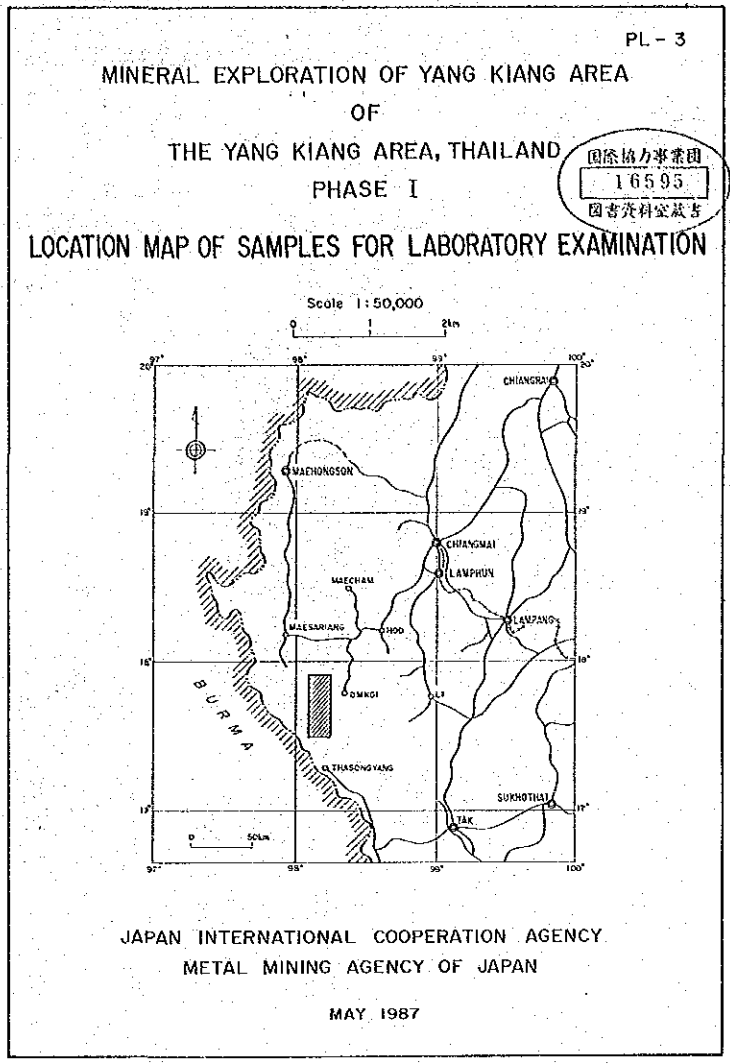 PL - 3
MINERAL EXPLORATION OF YANG KIANG AREA
OF
THE YANG KIANG AREA, THAILAND
PHASE I
国際協力事業団
16595
図書資料室蔵書
LOCATION MAP OF SAMPLES FOR LABORATORY EXAMINATION
Scale 1:50,000
0 1 2km
97° 98° 99° 100°
20° 20°
CHIANGRAI
MAEHONGSON
19° 19°
CHIANGMAI
LAMPHUN
MAECHAM
LAMPANG
MAESARIANG
HOD
18° 18°
OMKOI
LI
BURMA
THASONGYANG
SUKHOTHAI
17° 17°
TAK
0 50km
97° 98° 99° 100°
JAPAN INTERNATIONAL COOPERATION AGENCY
METAL MINING AGENCY OF JAPAN
MAY 1987